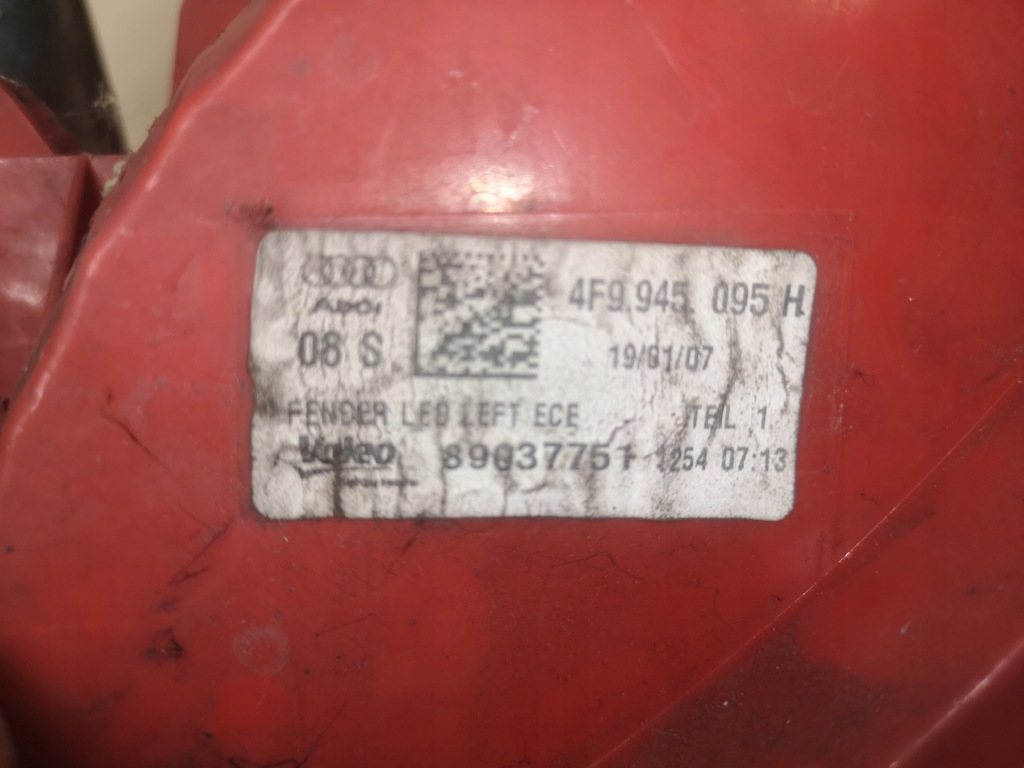 Audi
4F9.945 095 H
08 S
19/01/07
FENDER LED LEFT ECE TEIL 1
Valeo 89037751 1254 07:13